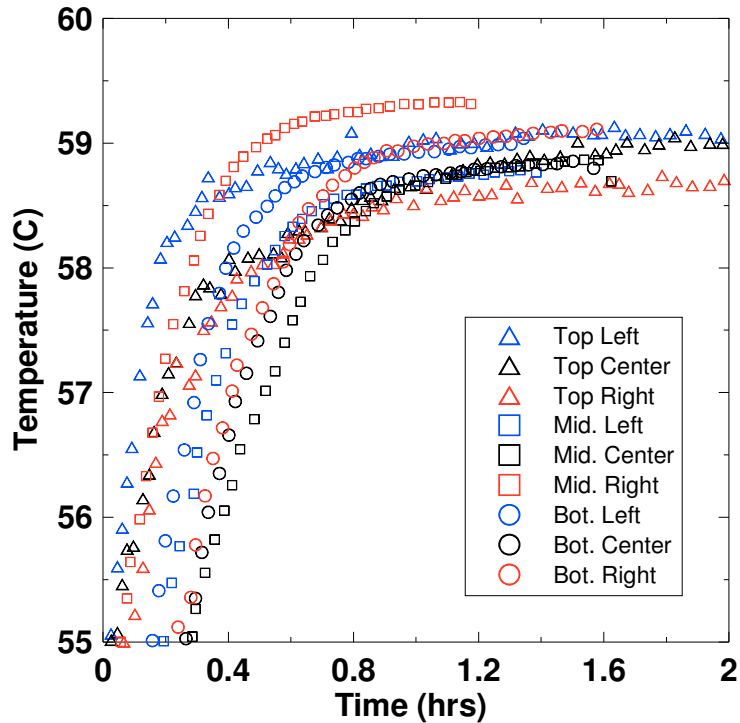 60
59
58
57
56
55
Temperature (C)
Top Left
Top Center
Top Right
Mid. Left
Mid. Center
Mid. Right
Bot. Left
Bot. Center
Bot. Right
0 0.4 0.8 1.2 1.6 2
Time (hrs)